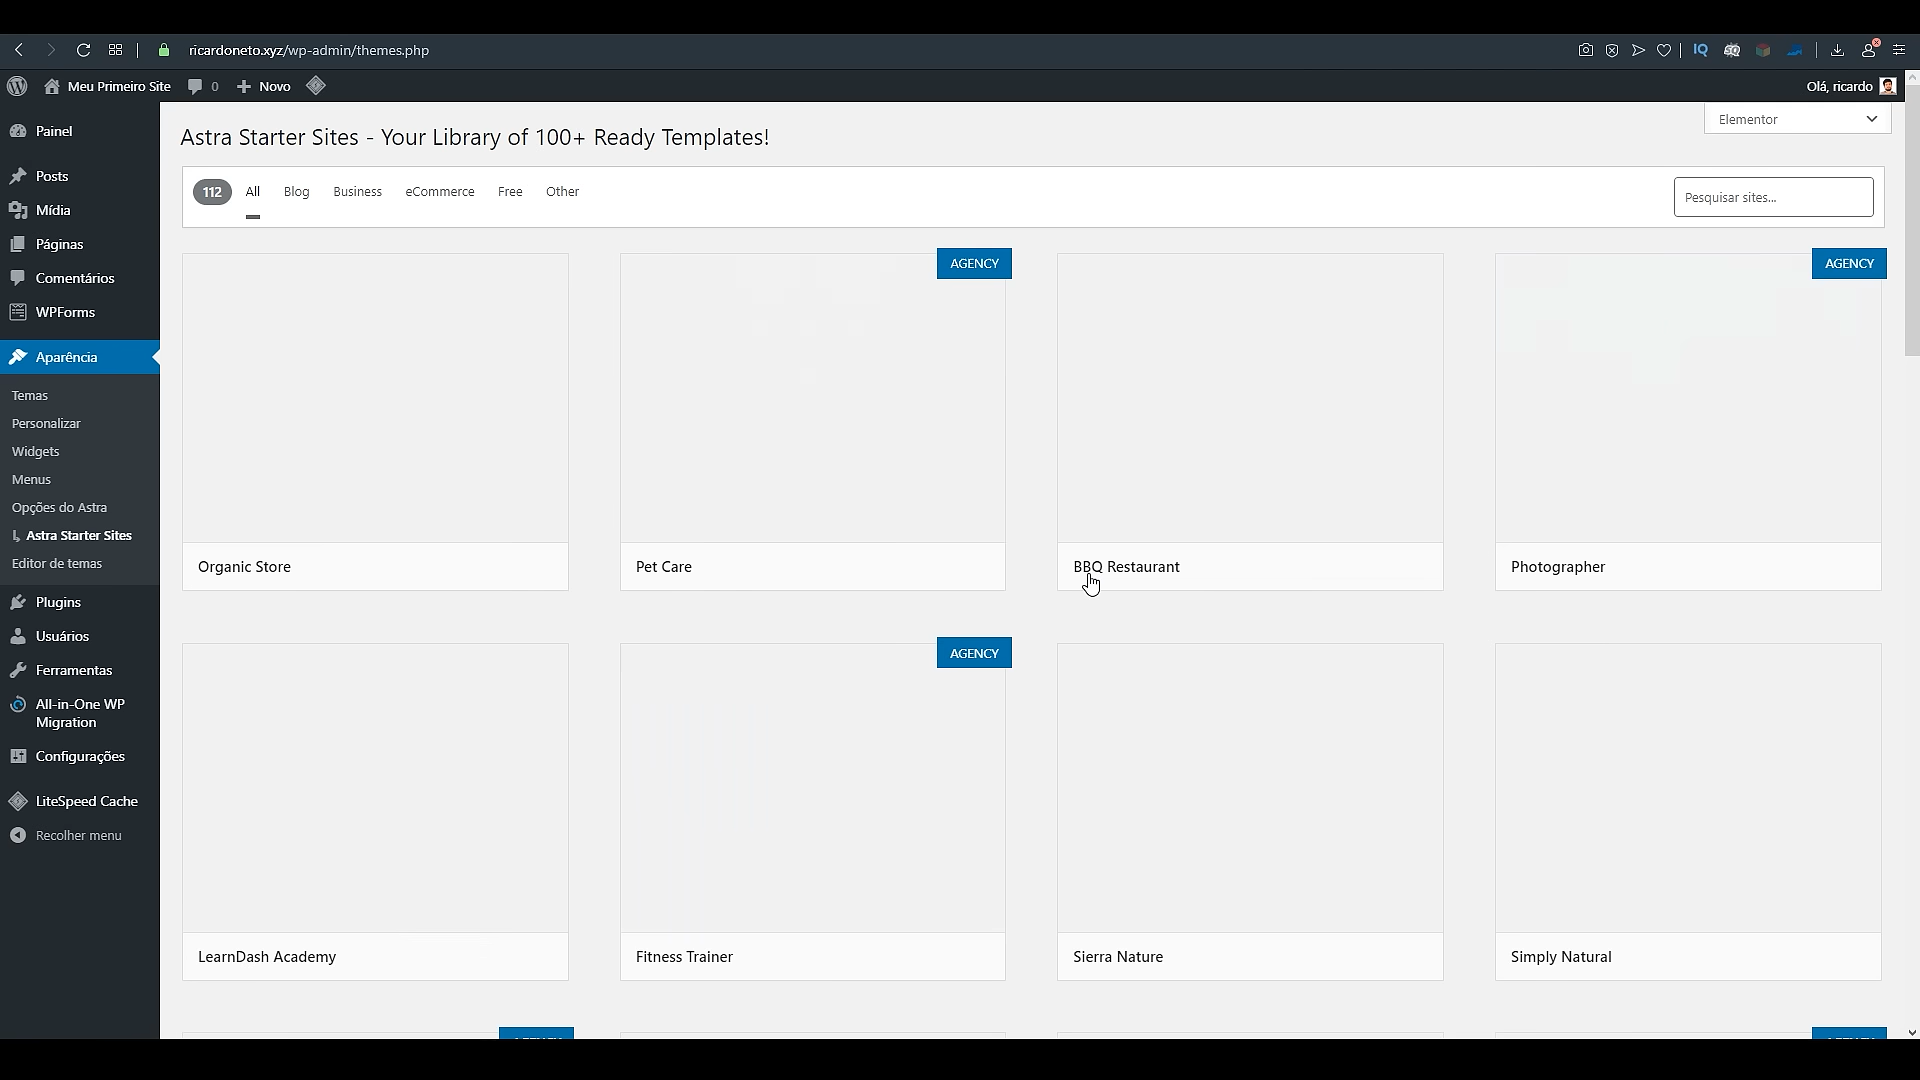 ricardoneto.xyz/wp-admin/themes.php
IQ
Meu Primeiro Site
0
Novo
Olá, ricardo
Painel
Posts
Mídia
Páginas
Comentários
WPForms
Aparência
Temas
Personalizar
Widgets
Menus
Opções do Astra
Astra Starter Sites
Editor de temas
Plugins
Usuários
Ferramentas
All-in-One WP
Migration
Configurações
LiteSpeed Cache
Recolher menu
Elementor
Astra Starter Sites - Your Library of 100+ Ready Templates!
112 All Blog Business eCommerce Free Other
Pesquisar sites...
AGENCY
AGENCY
Organic Store
Pet Care
BBQ Restaurant
Photographer
AGENCY
LearnDash Academy
Fitness Trainer
Sierra Nature
Simply Natural